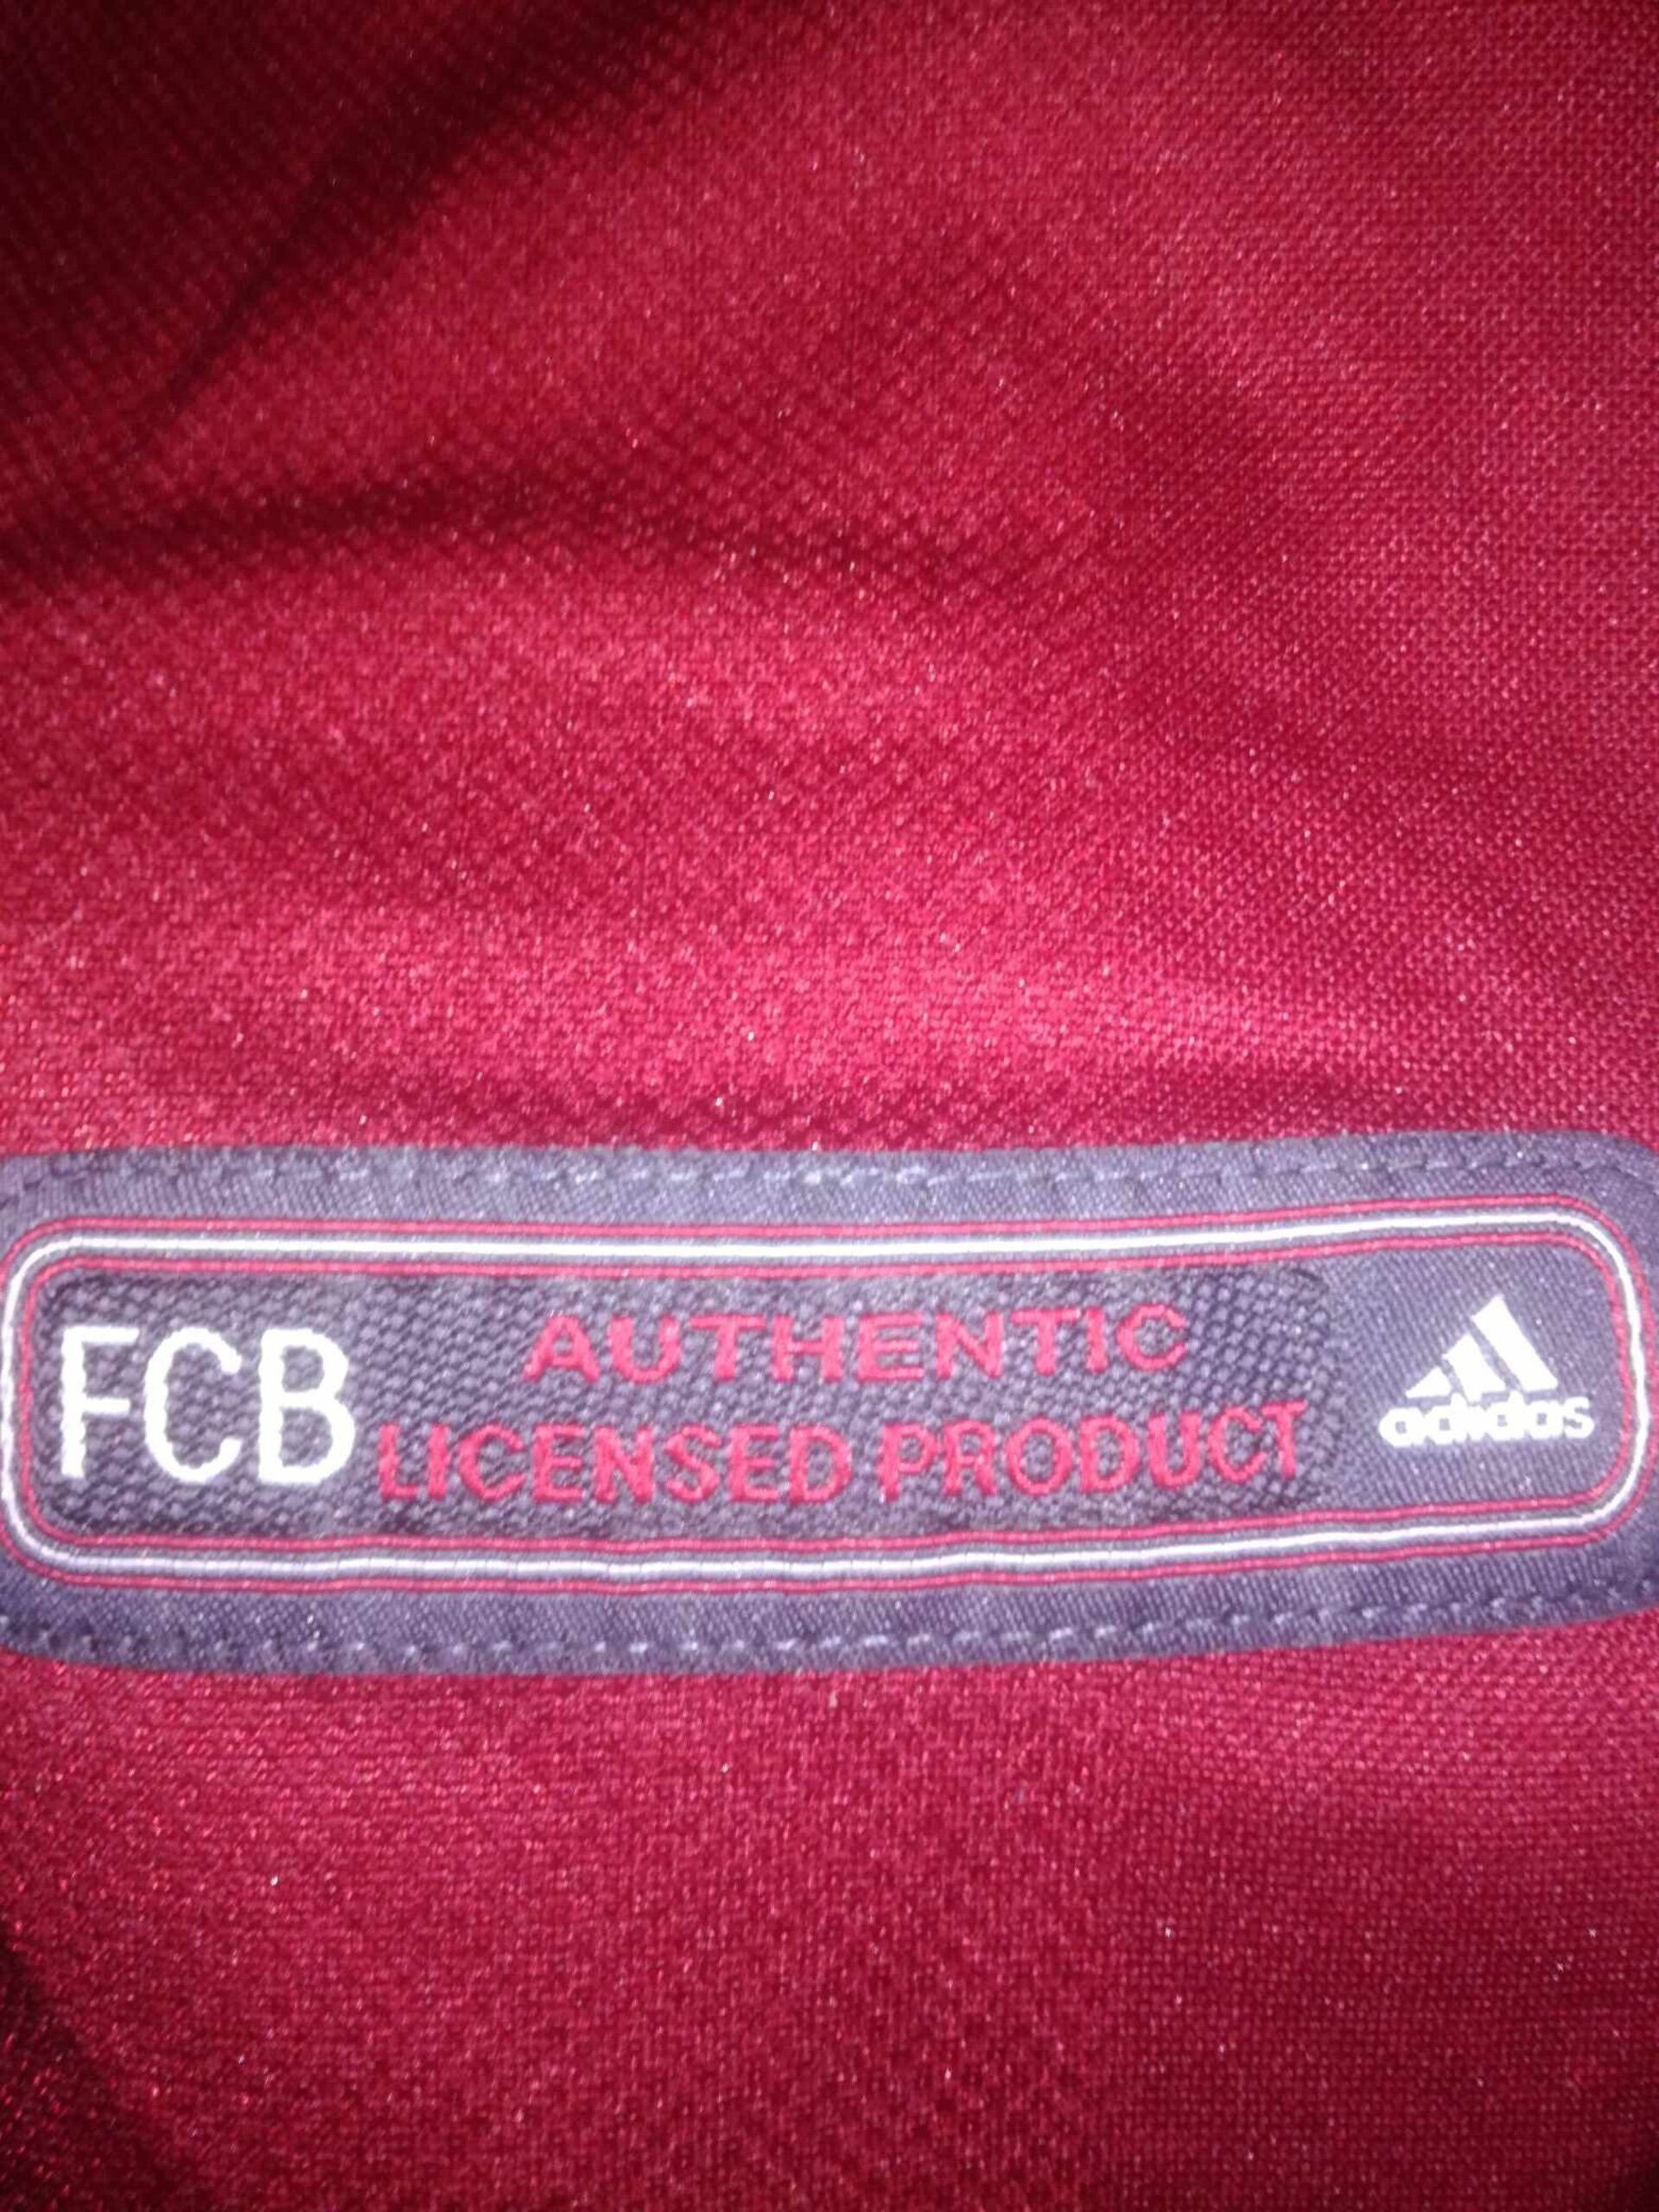 FCB
AUTHENTIC
LICENSED PRODUCT
adidas